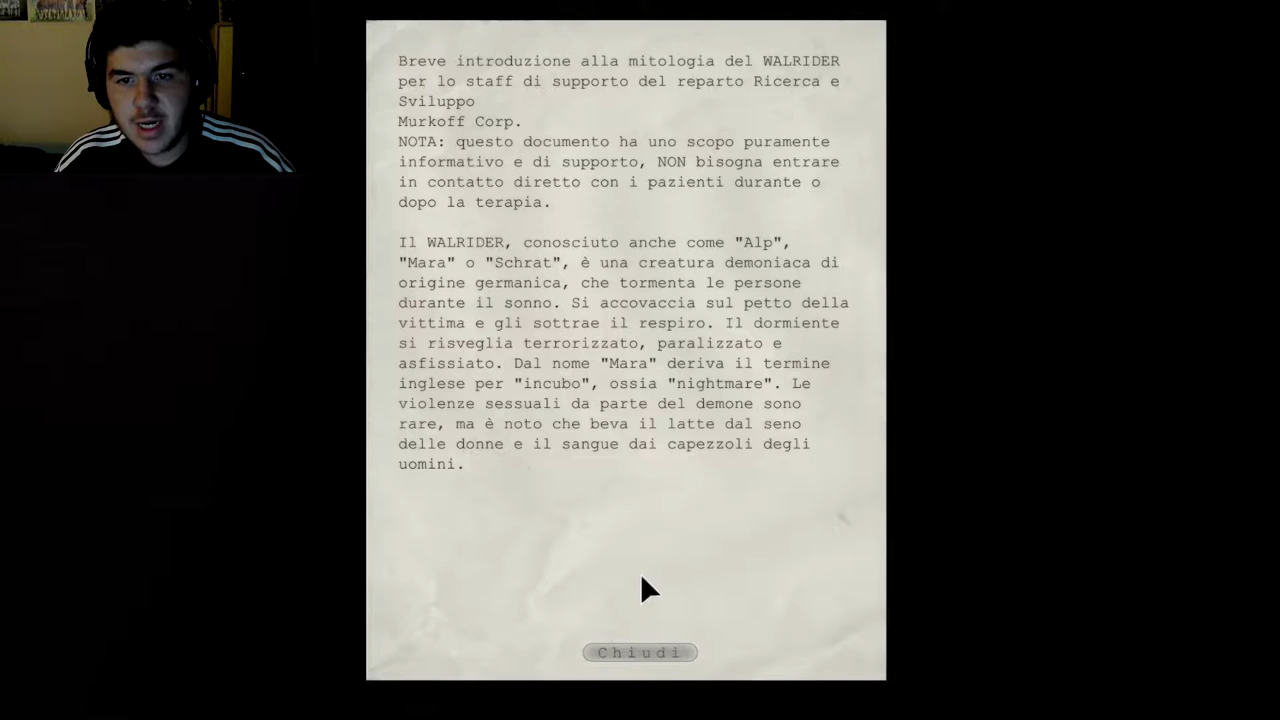 Breve introduzione alla mitologia del WALRIDER
per lo staff di supporto del reparto Ricerca e
Sviluppo
Murkoff Corp.
NOTA: questo documento ha uno scopo puramente
informativo e di supporto, NON bisogna entrare
in contatto diretto con i pazienti durante o
dopo la terapia.
Il WALRIDER, conosciuto anche come "Alp",
"Mara" o "Schrat", è una creatura demoniaca di
origine germanica, che tormenta le persone
durante il sonno. Si accovaccia sul petto della
vittima e gli sottrae il respiro. Il dormiente
si risveglia terrorizzato, paralizzato e
asfissiato. Dal nome "Mara" deriva il termine
inglese per "incubo", ossia "nightmare". Le
violenze sessuali da parte del demone sono
rare, ma è noto che beva il latte dal seno
delle donne e il sangue dai capezzoli degli
uomini.
Chiudi